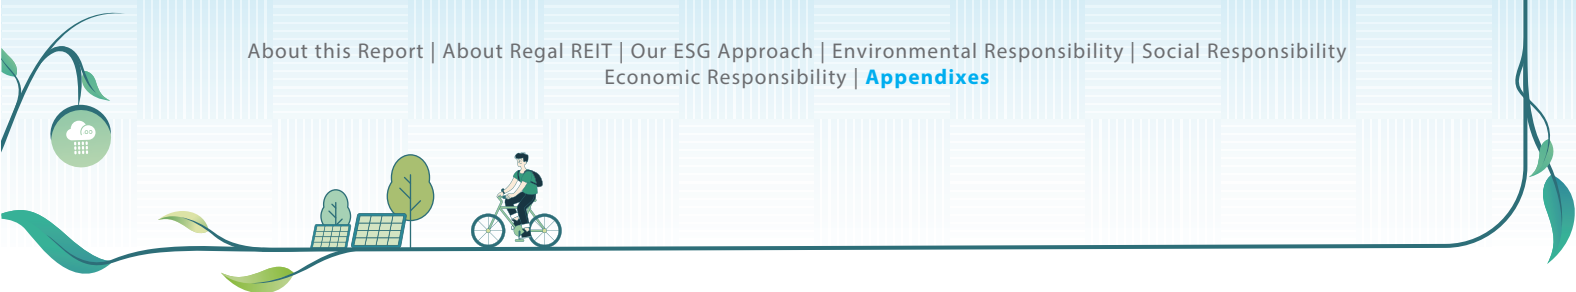 About this Report | About Regal REIT | Our ESG Approach | Environmental Responsibility | Social Responsibility
Economic Responsibility | Appendixes